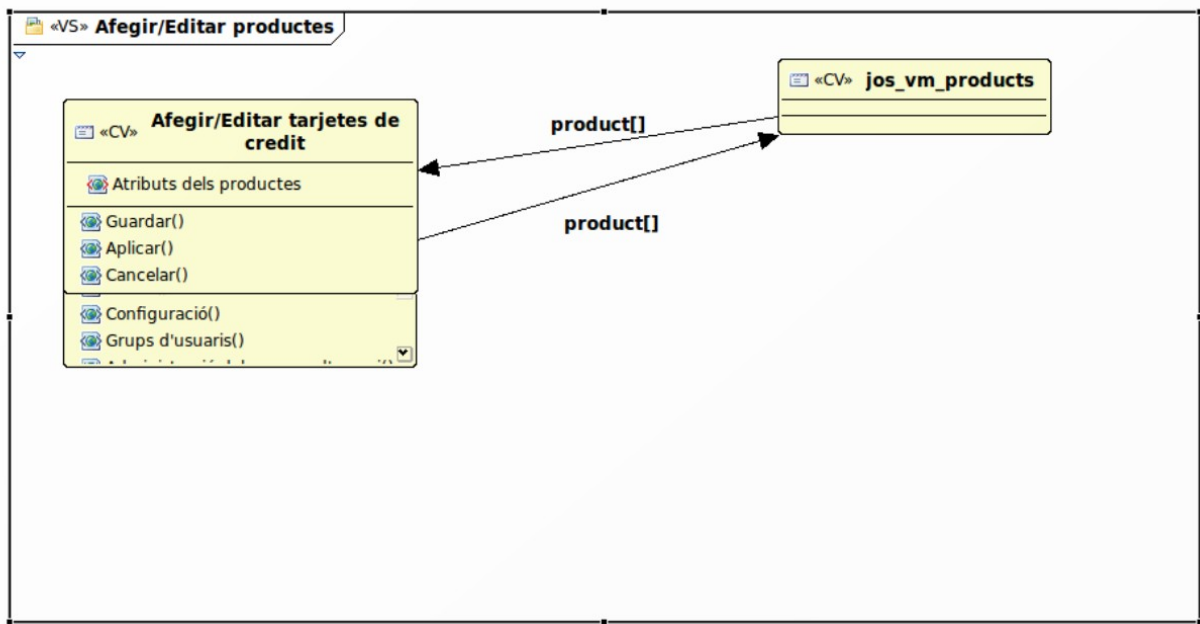 «VS» Afegir/Editar productes
«CV» jos_vm_products
«CV» Afegir/Editar tarjetes de
credit
product[]
Atributs dels productes
Guardar()
product[]
Aplicar()
Cancelar()
Configuració()
Grups d'usuaris()